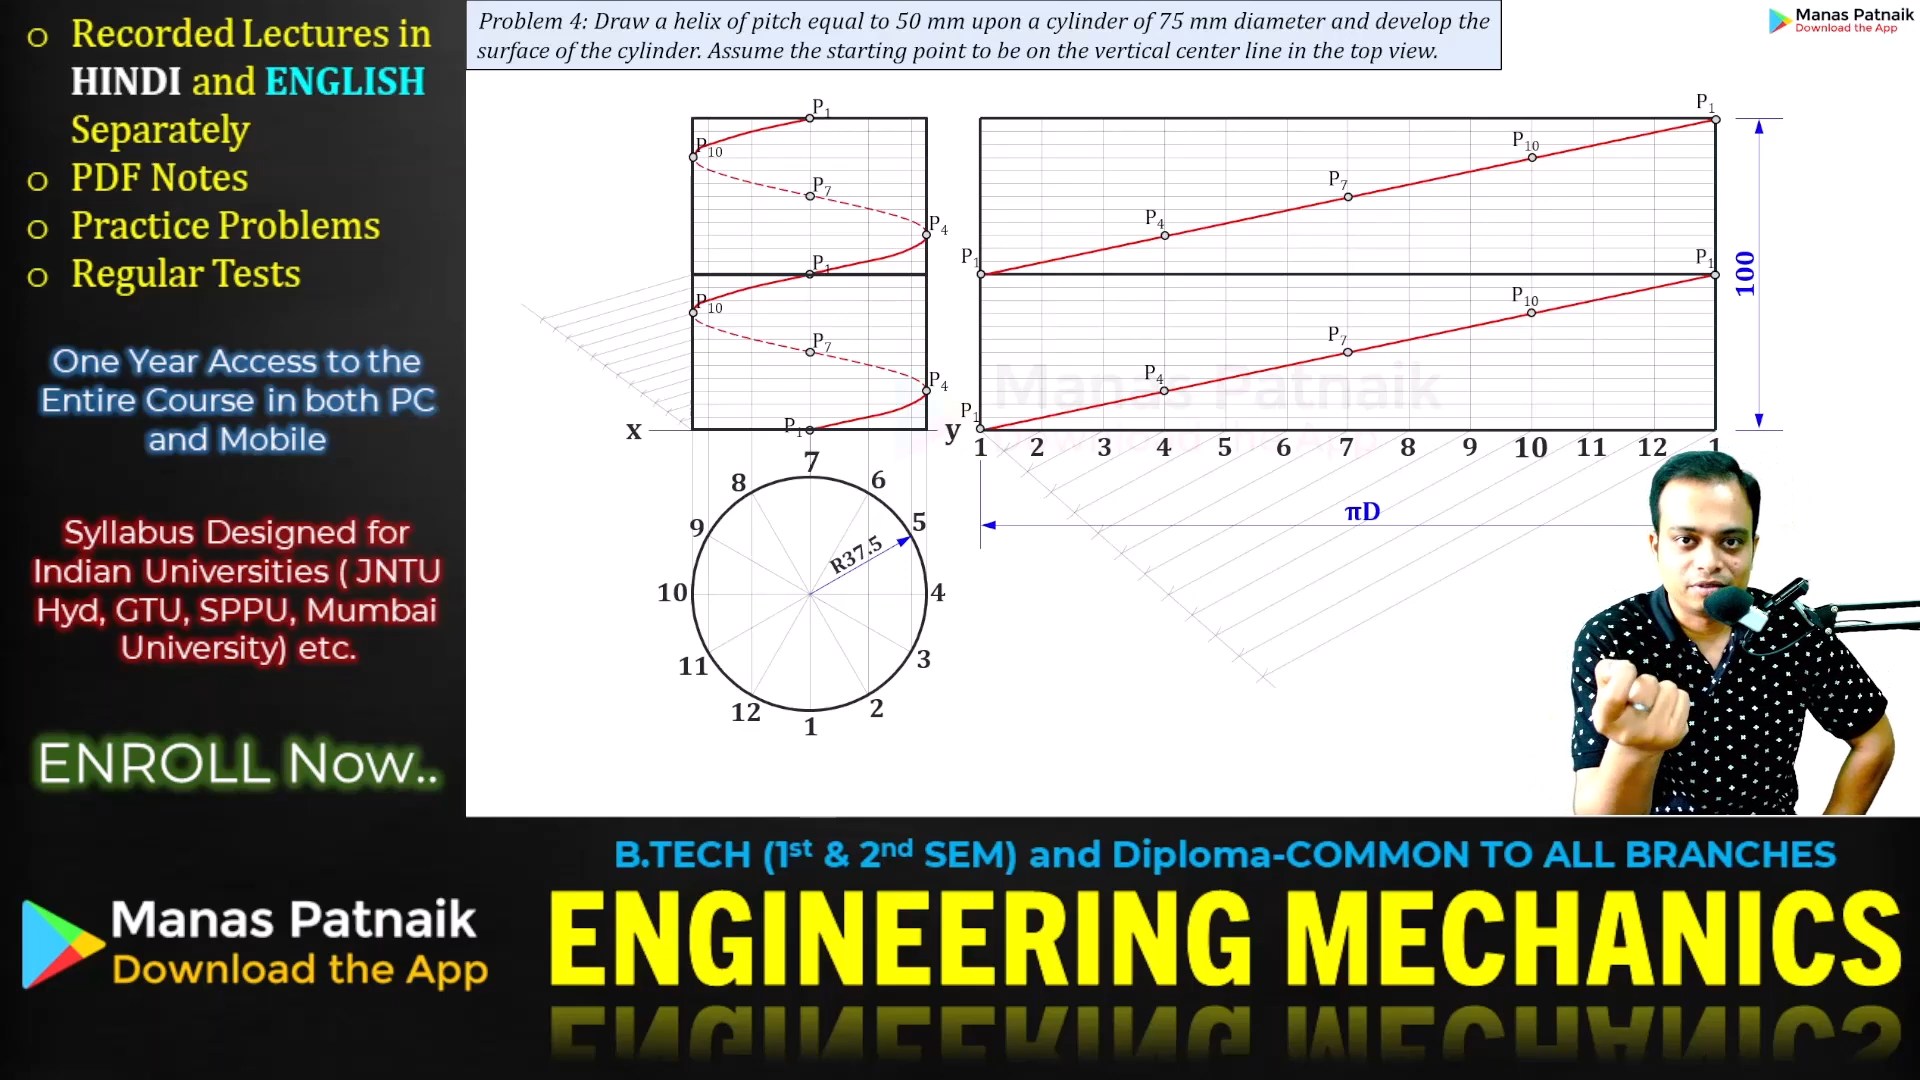 Recorded Lectures in
HINDI and ENGLISH
Separately
PDF Notes
Practice Problems
Regular Tests
One Year Access to the
Entire Course in both PC
and Mobile
Syllabus Designed for
Indian Universities ( JNTU
Hyd, GTU, SPPU, Mumbai
University) etc.
ENROLL Now..
Problem 4: Draw a helix of pitch equal to 50 mm upon a cylinder of 75 mm diameter and develop the
surface of the cylinder. Assume the starting point to be on the vertical center line in the top view.
Manas Patnaik
Download the App
P1
P10
P7
P4
P1
P10
P7
P4
P1
x
y
7
8
6
9
5
R37.5
10
4
11
3
12
2
1
P1
P10
P7
P4
P1
P1
P10
P7
P4
P1
100
1 2 3 4 5 6 7 8 9 10 11 12 1
πD
Manas Patnaik
Download the App
B.TECH (1st & 2nd SEM) and Diploma-COMMON TO ALL BRANCHES
Manas Patnaik
Download the App
ENGINEERING MECHANICS